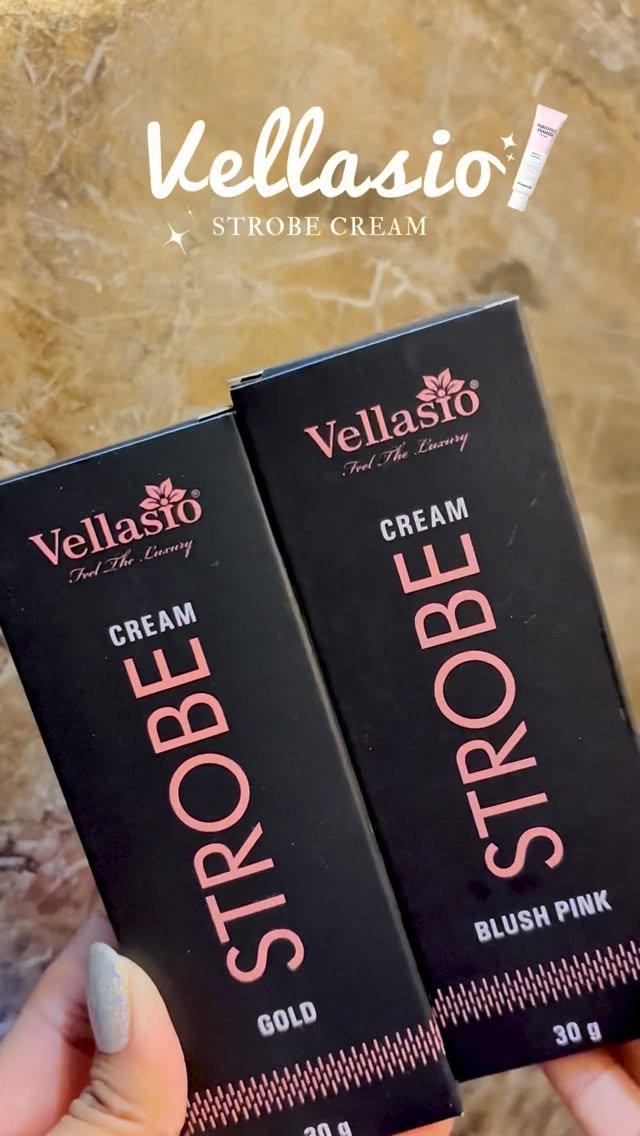 Vellasio
STROBE CREAM
Vellasio®
Feel The Luxury
CREAM
STROBE
GOLD
30 g
Vellasio®
Feel The Luxury
CREAM
STROBE
BLUSH PINK
30 g